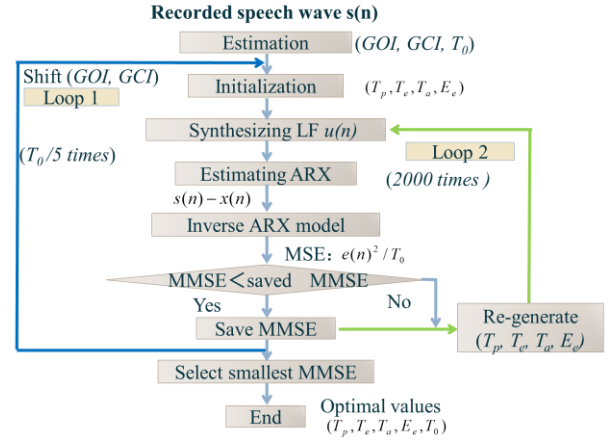 Recorded speech wave s(n)
Estimation
(GOI, GCI, T₀)
Shift (GOI, GCI)
Loop 1
Initialization
(Tₚ, Tₑ, Tₐ, Eₑ)
Synthesizing LF u(n)
Loop 2
(T₀/5 times)
Estimating ARX
(2000 times )
s(n) − x(n)
Inverse ARX model
MSE: e(n)² / T₀
MMSE<saved MMSE
Yes
No
Save MMSE
Re-generate
(Tₚ, Tₑ, Tₐ, Eₑ)
Select smallest MMSE
End
Optimal values
(Tₚ, Tₑ, Tₐ, Eₑ, T₀)